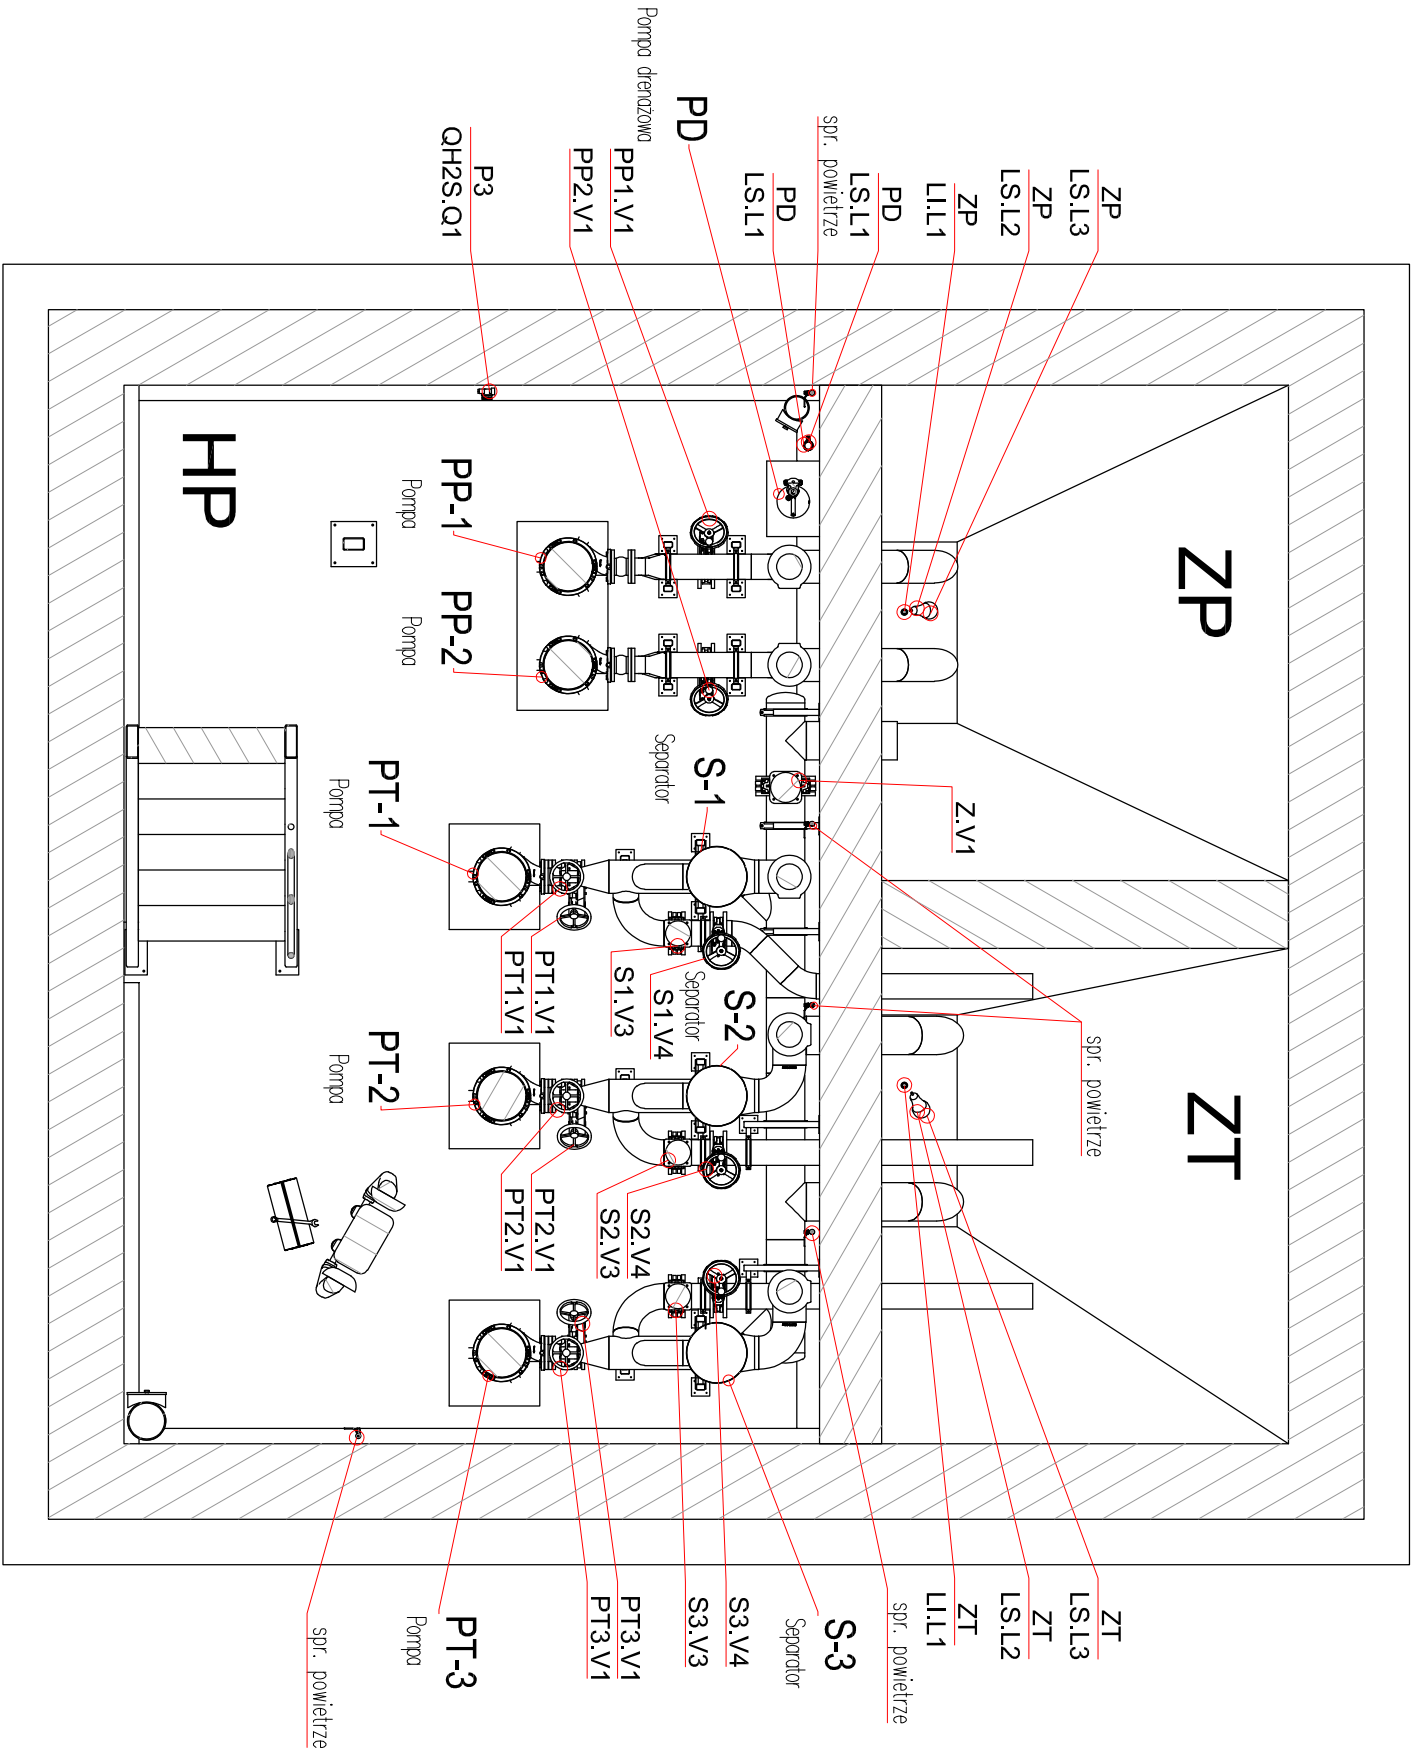 ZP
LS.L3
ZP
LS.L2
ZP
LI.L1
PD
LS.L1
spr. powietrze
PD
LS.L1
PD
Pompa drenażowa
PP1.V1
PP2.V1
P3
QH2S.Q1
ZP
ZT
Z.V1
spr. powietrze
S-1
Separator
S-2
Separator
S1.V4
S1.V3
S2.V4
S2.V3
PP-1
Pompa
PP-2
Pompa
PT1.V1
PT1.V1
PT2.V1
PT2.V1
PT-1
Pompa
PT-2
Pompa
HP
ZT
LS.L3
ZT
LS.L2
ZT
LI.L1
spr. powietrze
S-3
Separator
S3.V4
S3.V3
PT3.V1
PT3.V1
PT-3
Pompa
spr. powietrze